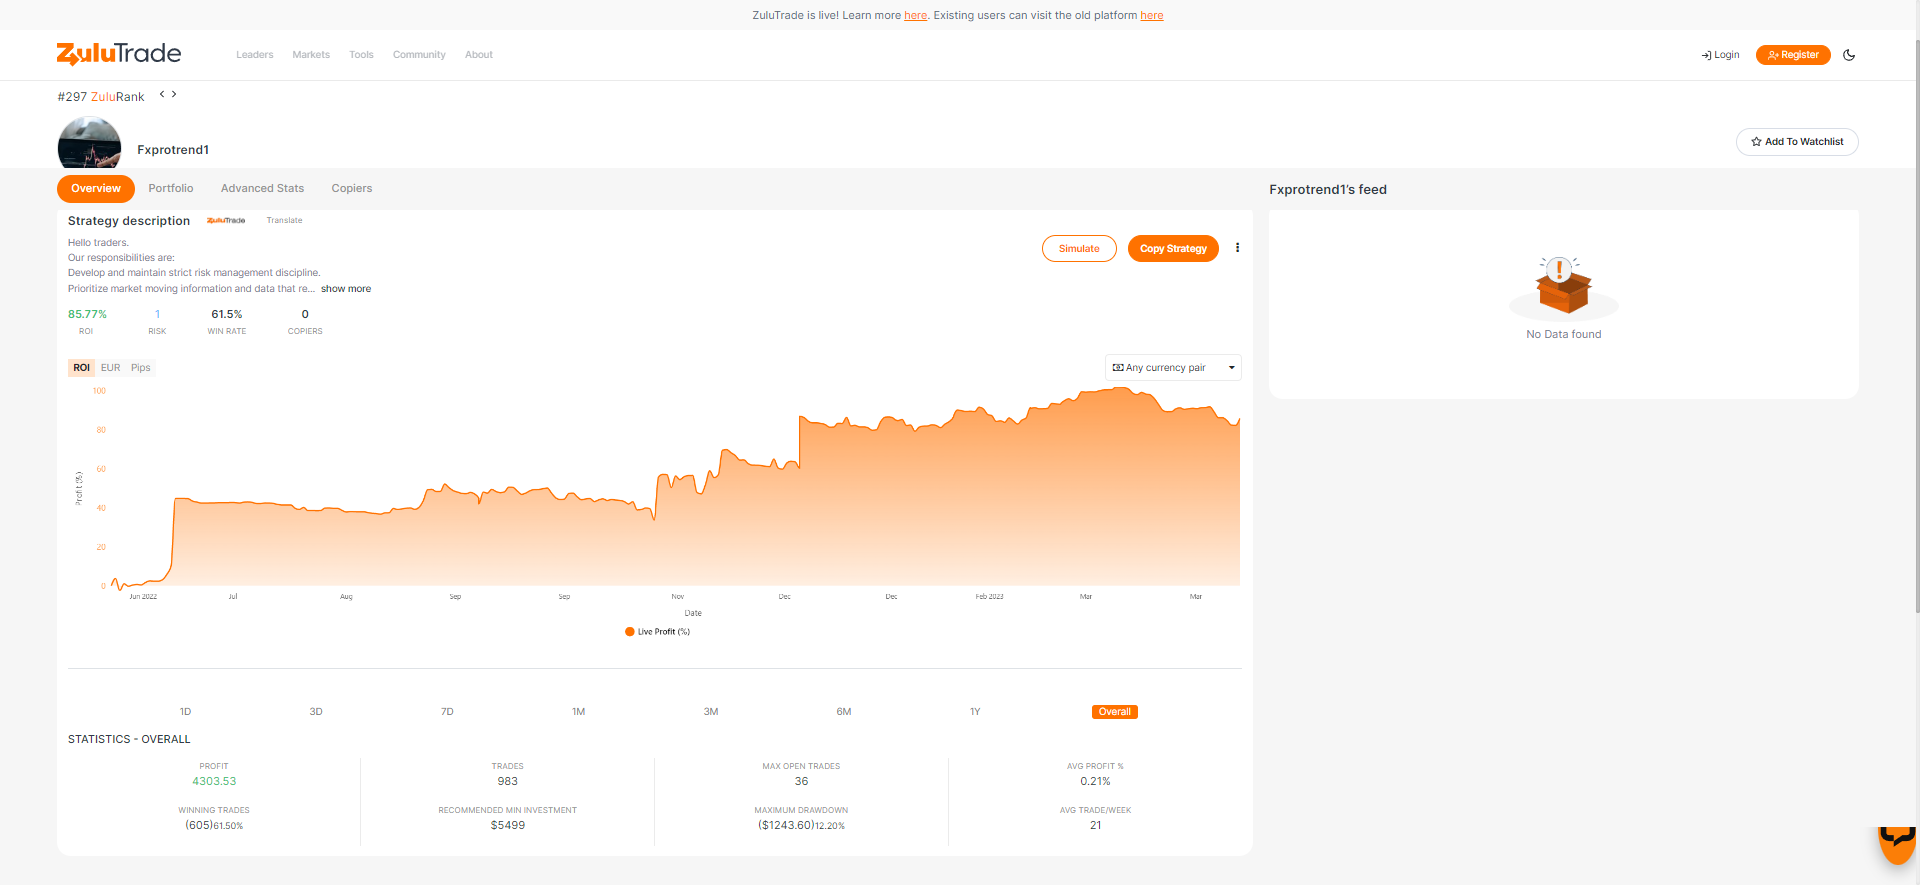 ZuluTrade is live! Learn more here. Existing users can visit the old platform here
ZuluTrade
Leaders Markets Tools Community About
Login Register
#297 ZuluRank
Fxprotrend1
Add To Watchlist
Overview Portfolio Advanced Stats Copiers
Fxprotrend1's feed
Strategy description ZuluTrade Translate
Hello traders.
Our responsibilities are:
Develop and maintain strict risk management discipline.
Prioritize market moving information and data that re... show more
Simulate Copy Strategy
No Data found
85.77% 1 61.5% 0
ROI RISK WIN RATE COPIERS
ROI EUR Pips
Any currency pair
100
80
60
40
20
0
Profit (%)
Jun 2022 Jul Aug Sep Sep Nov Dec Dec Feb 2023 Mar Mar
Date
Live Profit (%)
1D 3D 7D 1M 3M 6M 1Y Overall
STATISTICS - OVERALL
PROFIT TRADES MAX OPEN TRADES AVG PROFIT %
4303.53 983 36 0.21%
WINNING TRADES RECOMMENDED MIN INVESTMENT MAXIMUM DRAWDOWN AVG TRADE/WEEK
(605)61.50% $5499 ($1243.60)12.20% 21